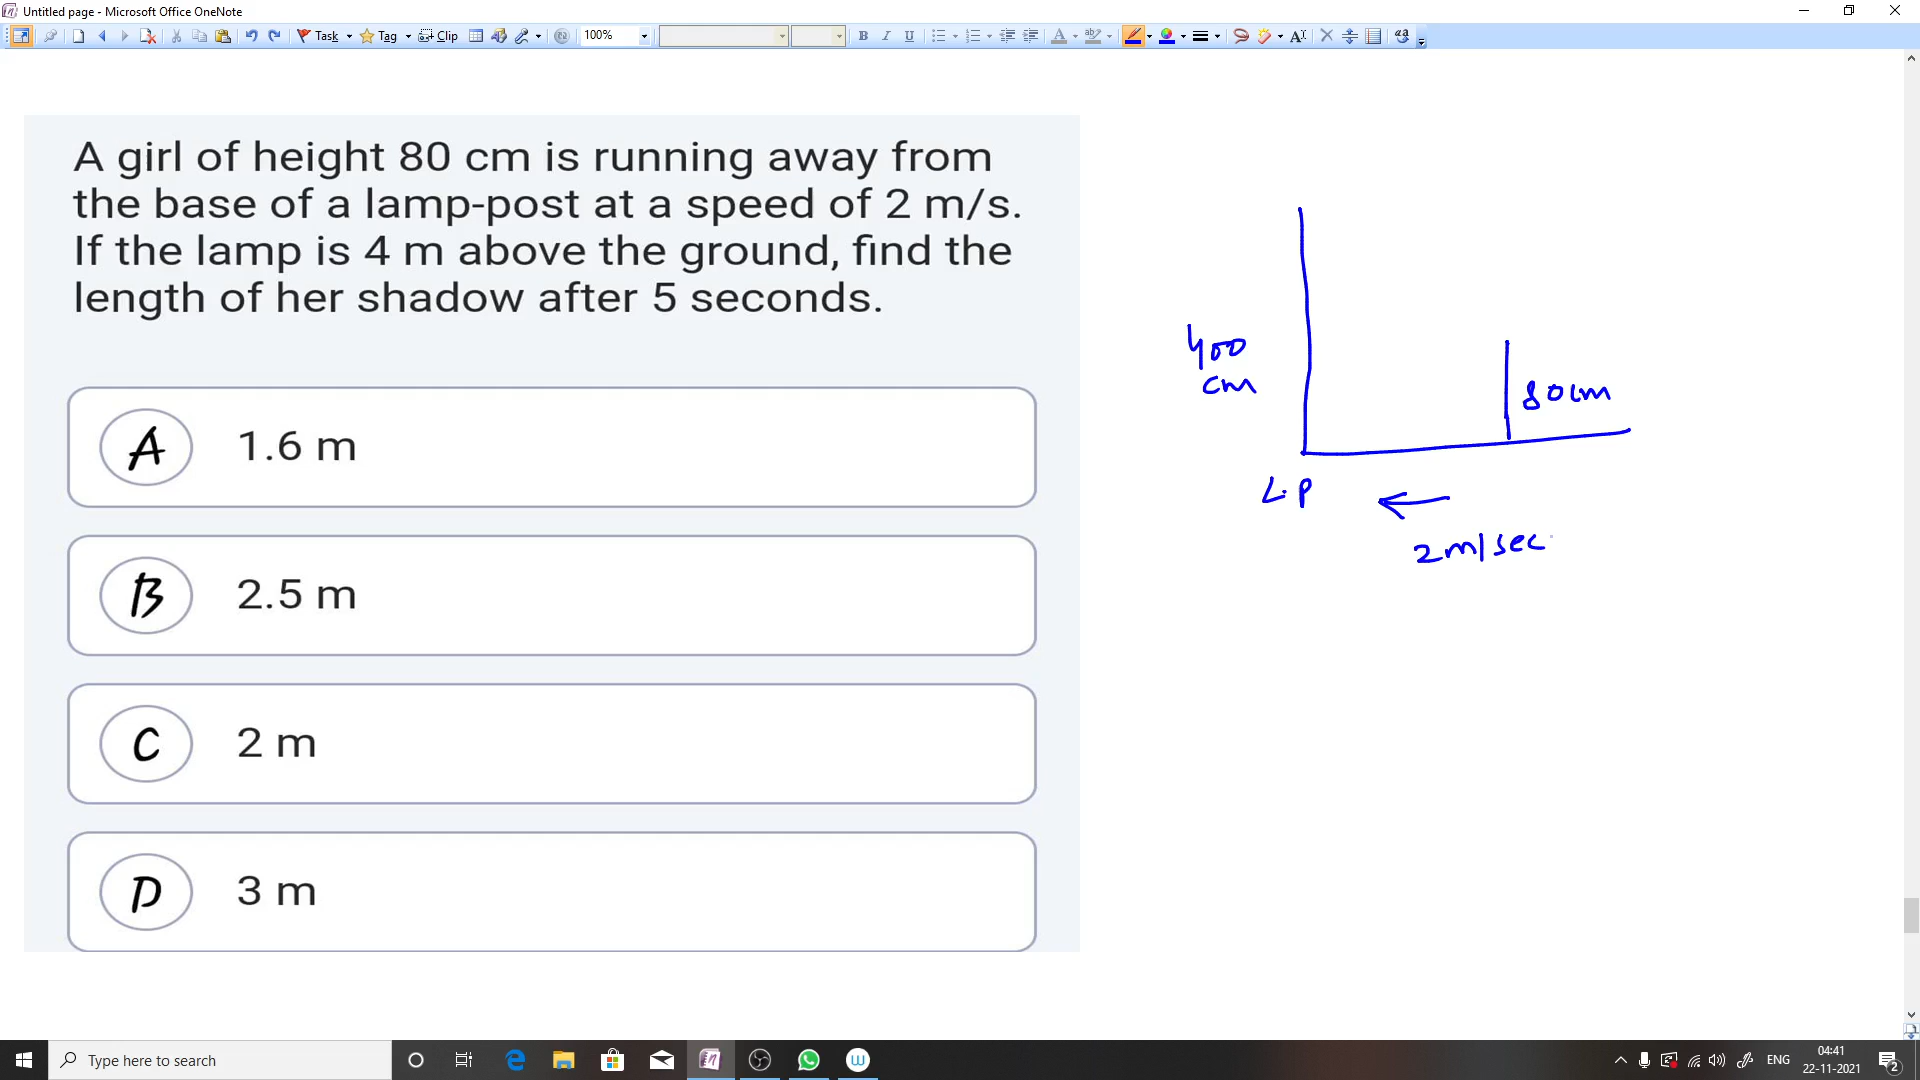 Untitled page - Microsoft Office OneNote
Task
Tag
Clip
100%
B I U
A girl of height 80 cm is running away from
the base of a lamp-post at a speed of 2 m/s.
If the lamp is 4 m above the ground, find the
length of her shadow after 5 seconds.
A 1.6 m
B 2.5 m
C 2 m
D 3 m
400
cm
80cm
L.P
2m/sec
Type here to search
ENG
04:41
22-11-2021
2